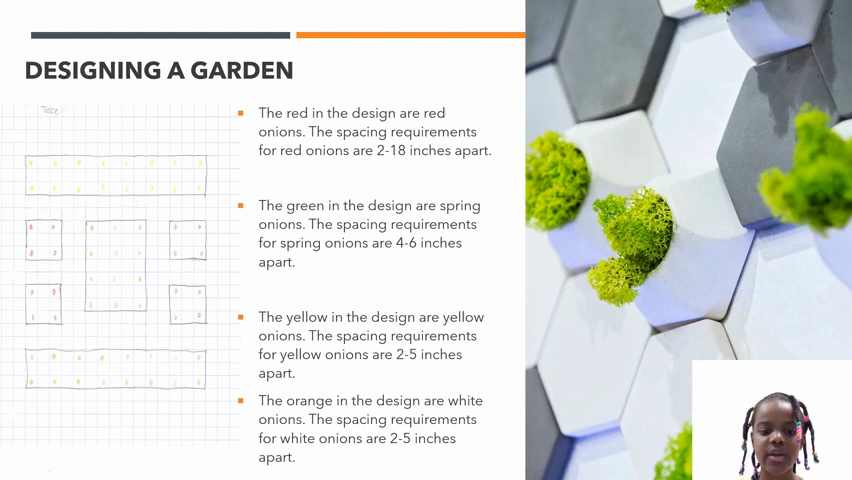 DESIGNING A GARDEN
The red in the design are red
onions. The spacing requirements
for red onions are 2-18 inches apart.
The green in the design are spring
onions. The spacing requirements
for spring onions are 4-6 inches
apart.
The yellow in the design are yellow
onions. The spacing requirements
for yellow onions are 2-5 inches
apart.
The orange in the design are white
onions. The spacing requirements
for white onions are 2-5 inches
apart.